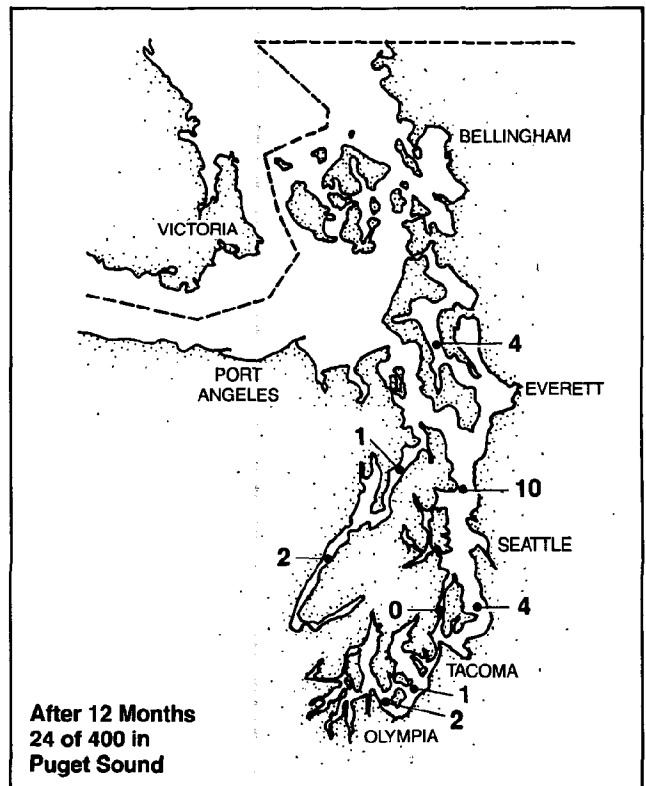 BELLINGHAM
VICTORIA
4
PORT
ANGELES
EVERETT
1
10
SEATTLE
2
0
4
TACOMA
1
2
OLYMPIA
After 12 Months
24 of 400 in
Puget Sound